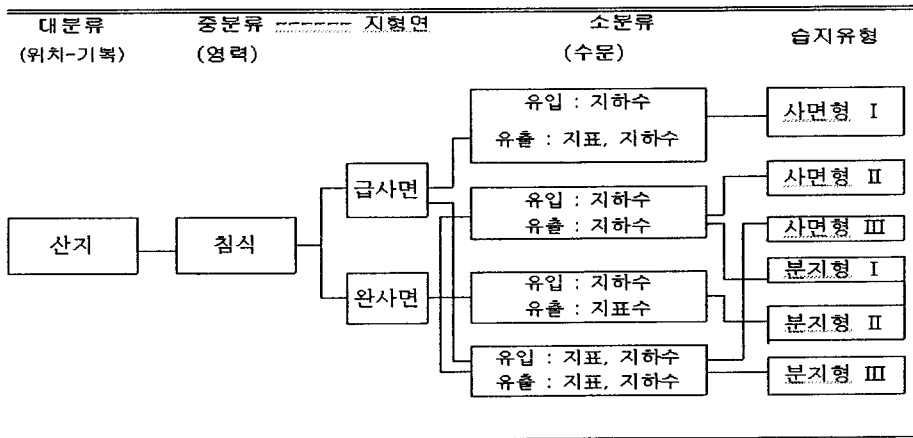 대분류 중분류 지형면 소분류 습지유형
(위치-기복) (영력) (수문)
유입 : 지하수
유출 : 지표, 지하수
사면형 Ⅰ
급사면
유입 : 지하수
유출 : 지하수
사면형 Ⅱ
사면형 Ⅲ
산지
침식
분지형 Ⅰ
완사면
유입 : 지하수
유출 : 지표수
분지형 Ⅱ
유입 : 지표, 지하수
유출 : 지표, 지하수
분지형 Ⅲ